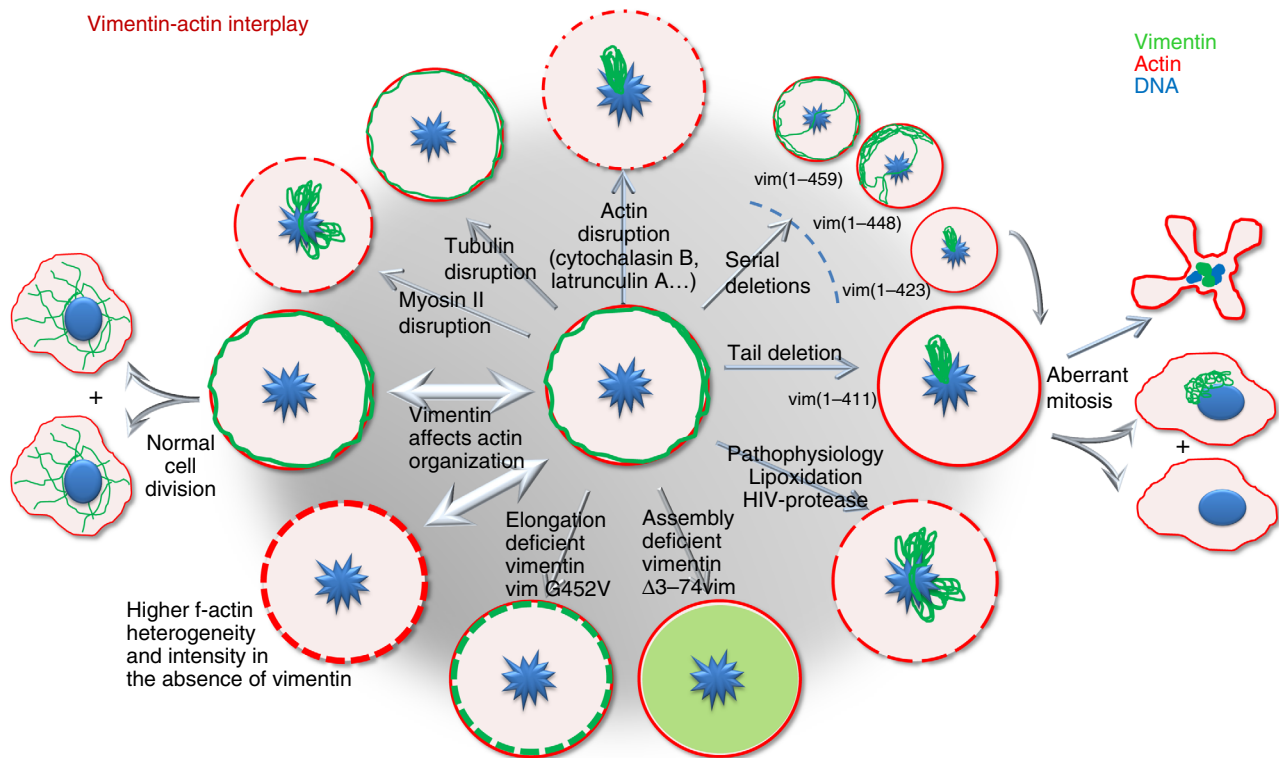 Vimentin-actin interplay
Vimentin
Actin
DNA
vim(1–459)
vim(1–448)
vim(1–423)
Actin
disruption
(cytochalasin B,
latrunculin A…)
Tubulin
disruption
Myosin II
disruption
Serial
deletions
Tail deletion
vim(1–411)
Aberrant
mitosis
+
+
Normal
cell
division
Vimentin
affects actin
organization
Pathophysiology
Lipoxidation
HIV-protease
Elongation
deficient
vimentin
vim G452V
Assembly
deficient
vimentin
Δ3–74vim
Higher f-actin
heterogeneity
and intensity in
the absence of vimentin